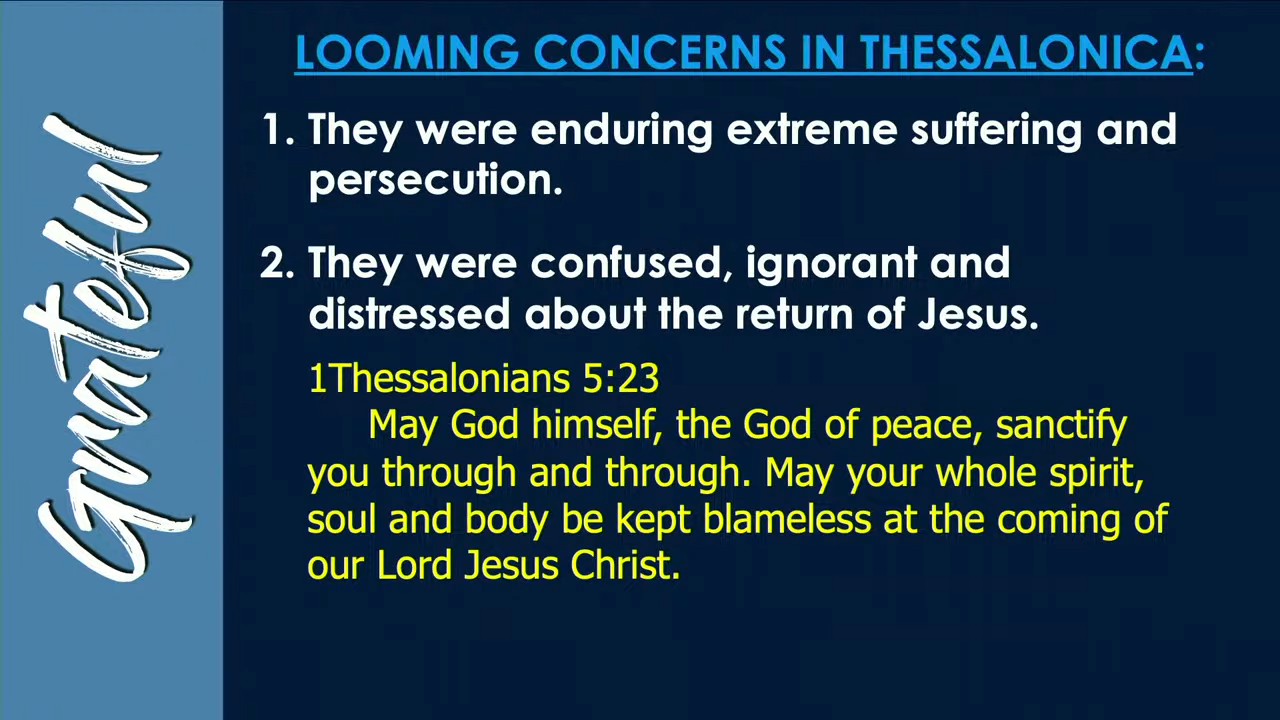 Grateful
LOOMING CONCERNS IN THESSALONICA:
1. They were enduring extreme suffering and
persecution.
2. They were confused, ignorant and
distressed about the return of Jesus.
1Thessalonians 5:23
May God himself, the God of peace, sanctify
you through and through. May your whole spirit,
soul and body be kept blameless at the coming of
our Lord Jesus Christ.